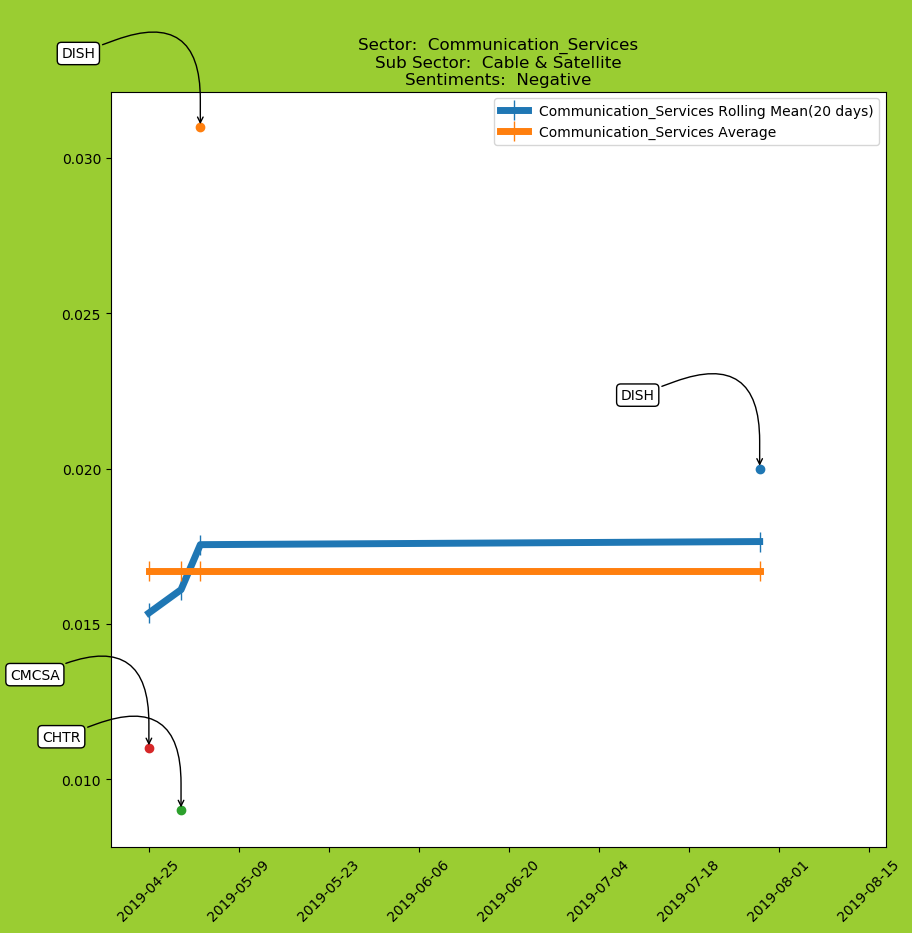 DISH
Sector:  Communication_Services
Sub Sector:  Cable & Satellite
Sentiments:  Negative
Communication_Services Rolling Mean(20 days)
Communication_Services Average
0.030
0.025
DISH
0.020
0.015
CMCSA
CHTR
0.010
2019-04-25
2019-05-09
2019-05-23
2019-06-06
2019-06-20
2019-07-04
2019-07-18
2019-08-01
2019-08-15